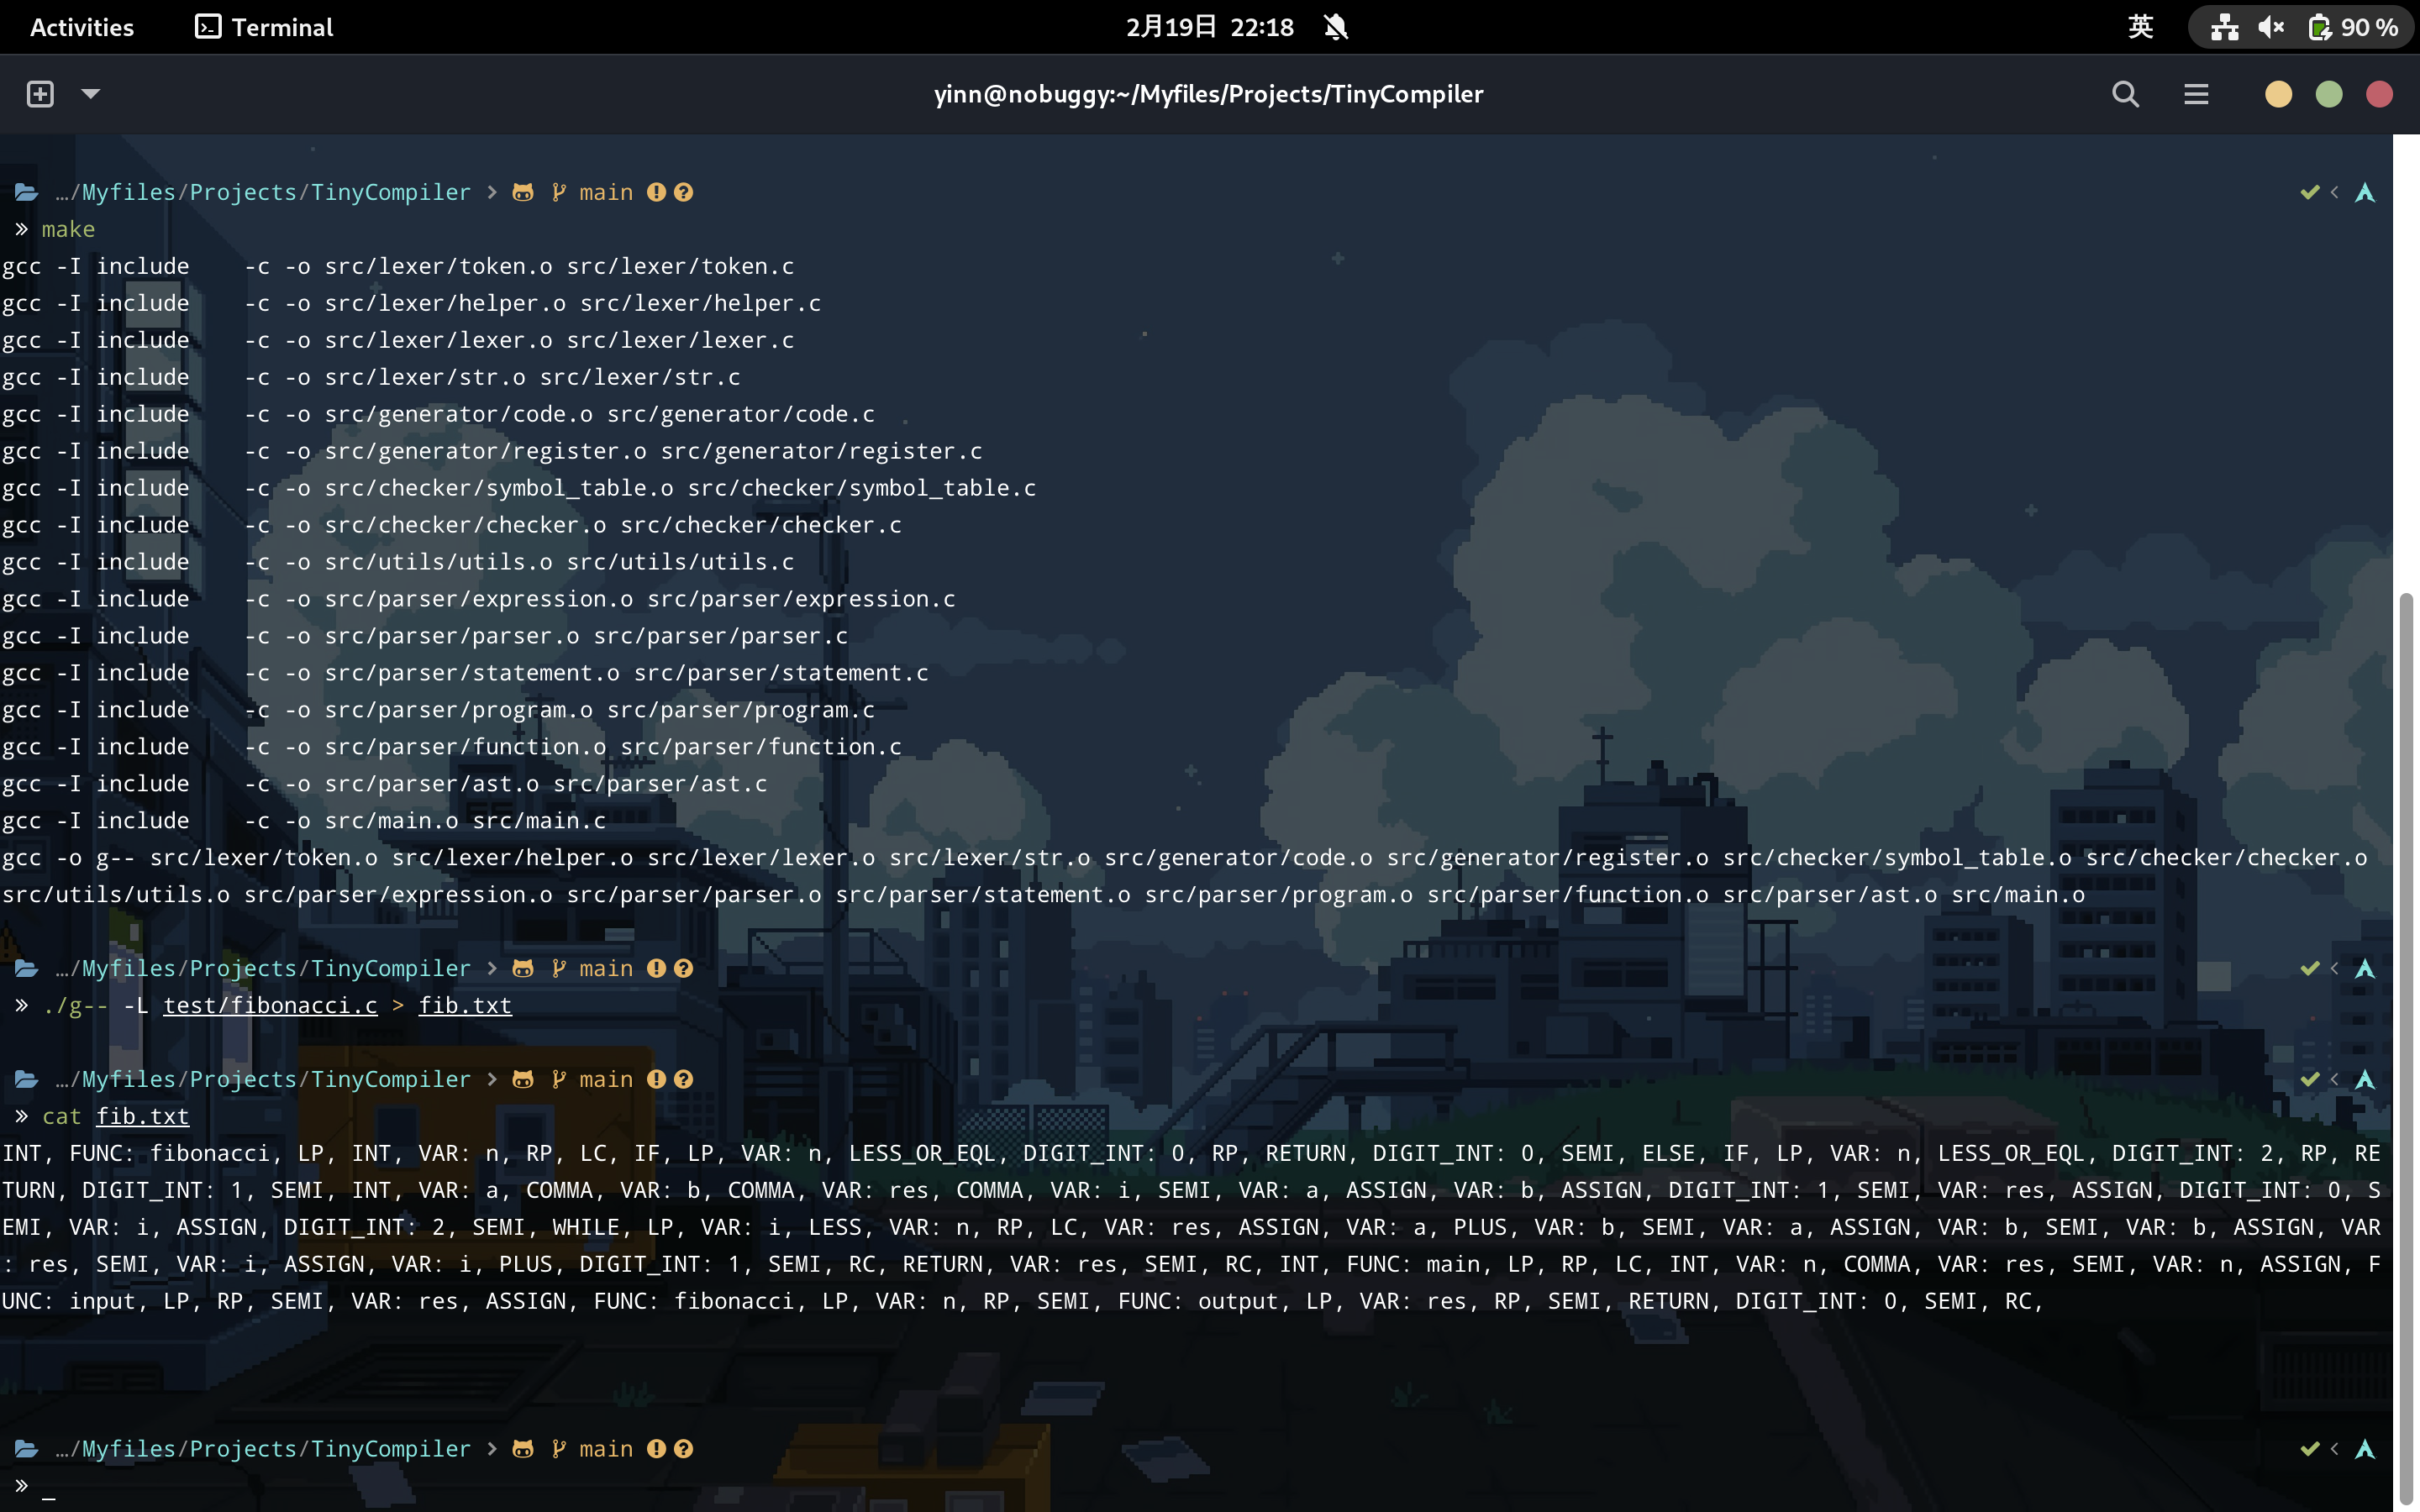 Activities Terminal 2月19日 22:18 英 90 %
yinn@nobuggy:~/Myfiles/Projects/TinyCompiler
…/Myfiles/Projects/TinyCompiler > main
» make
gcc -I include    -c -o src/lexer/token.o src/lexer/token.c
gcc -I include    -c -o src/lexer/helper.o src/lexer/helper.c
gcc -I include    -c -o src/lexer/lexer.o src/lexer/lexer.c
gcc -I include    -c -o src/lexer/str.o src/lexer/str.c
gcc -I include    -c -o src/generator/code.o src/generator/code.c
gcc -I include    -c -o src/generator/register.o src/generator/register.c
gcc -I include    -c -o src/checker/symbol_table.o src/checker/symbol_table.c
gcc -I include    -c -o src/checker/checker.o src/checker/checker.c
gcc -I include    -c -o src/utils/utils.o src/utils/utils.c
gcc -I include    -c -o src/parser/expression.o src/parser/expression.c
gcc -I include    -c -o src/parser/parser.o src/parser/parser.c
gcc -I include    -c -o src/parser/statement.o src/parser/statement.c
gcc -I include    -c -o src/parser/program.o src/parser/program.c
gcc -I include    -c -o src/parser/function.o src/parser/function.c
gcc -I include    -c -o src/parser/ast.o src/parser/ast.c
gcc -I include    -c -o src/main.o src/main.c
gcc -o g-- src/lexer/token.o src/lexer/helper.o src/lexer/lexer.o src/lexer/str.o src/generator/code.o src/generator/register.o src/checker/symbol_table.o src/checker/checker.o
src/utils/utils.o src/parser/expression.o src/parser/parser.o src/parser/statement.o src/parser/program.o src/parser/function.o src/parser/ast.o src/main.o
…/Myfiles/Projects/TinyCompiler > main
» ./g-- -L test/fibonacci.c > fib.txt
…/Myfiles/Projects/TinyCompiler > main
» cat fib.txt
INT, FUNC: fibonacci, LP, INT, VAR: n, RP, LC, IF, LP, VAR: n, LESS_OR_EQL, DIGIT_INT: 0, RP, RETURN, DIGIT_INT: 0, SEMI, ELSE, IF, LP, VAR: n, LESS_OR_EQL, DIGIT_INT: 2, RP, RE
TURN, DIGIT_INT: 1, SEMI, INT, VAR: a, COMMA, VAR: b, COMMA, VAR: res, COMMA, VAR: i, SEMI, VAR: a, ASSIGN, VAR: b, ASSIGN, DIGIT_INT: 1, SEMI, VAR: res, ASSIGN, DIGIT_INT: 0, S
EMI, VAR: i, ASSIGN, DIGIT_INT: 2, SEMI, WHILE, LP, VAR: i, LESS, VAR: n, RP, LC, VAR: res, ASSIGN, VAR: a, PLUS, VAR: b, SEMI, VAR: a, ASSIGN, VAR: b, SEMI, VAR: b, ASSIGN, VAR
: res, SEMI, VAR: i, ASSIGN, VAR: i, PLUS, DIGIT_INT: 1, SEMI, RC, RETURN, VAR: res, SEMI, RC, INT, FUNC: main, LP, RP, LC, INT, VAR: n, COMMA, VAR: res, SEMI, VAR: n, ASSIGN, F
UNC: input, LP, RP, SEMI, VAR: res, ASSIGN, FUNC: fibonacci, LP, VAR: n, RP, SEMI, FUNC: output, LP, VAR: res, RP, SEMI, RETURN, DIGIT_INT: 0, SEMI, RC,
…/Myfiles/Projects/TinyCompiler > main
» _